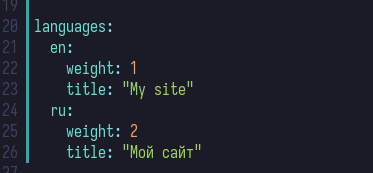 19
20 languages:
21   en:
22     weight: 1
23     title: "My site"
24   ru:
25     weight: 2
26     title: "Мой сайт"
27